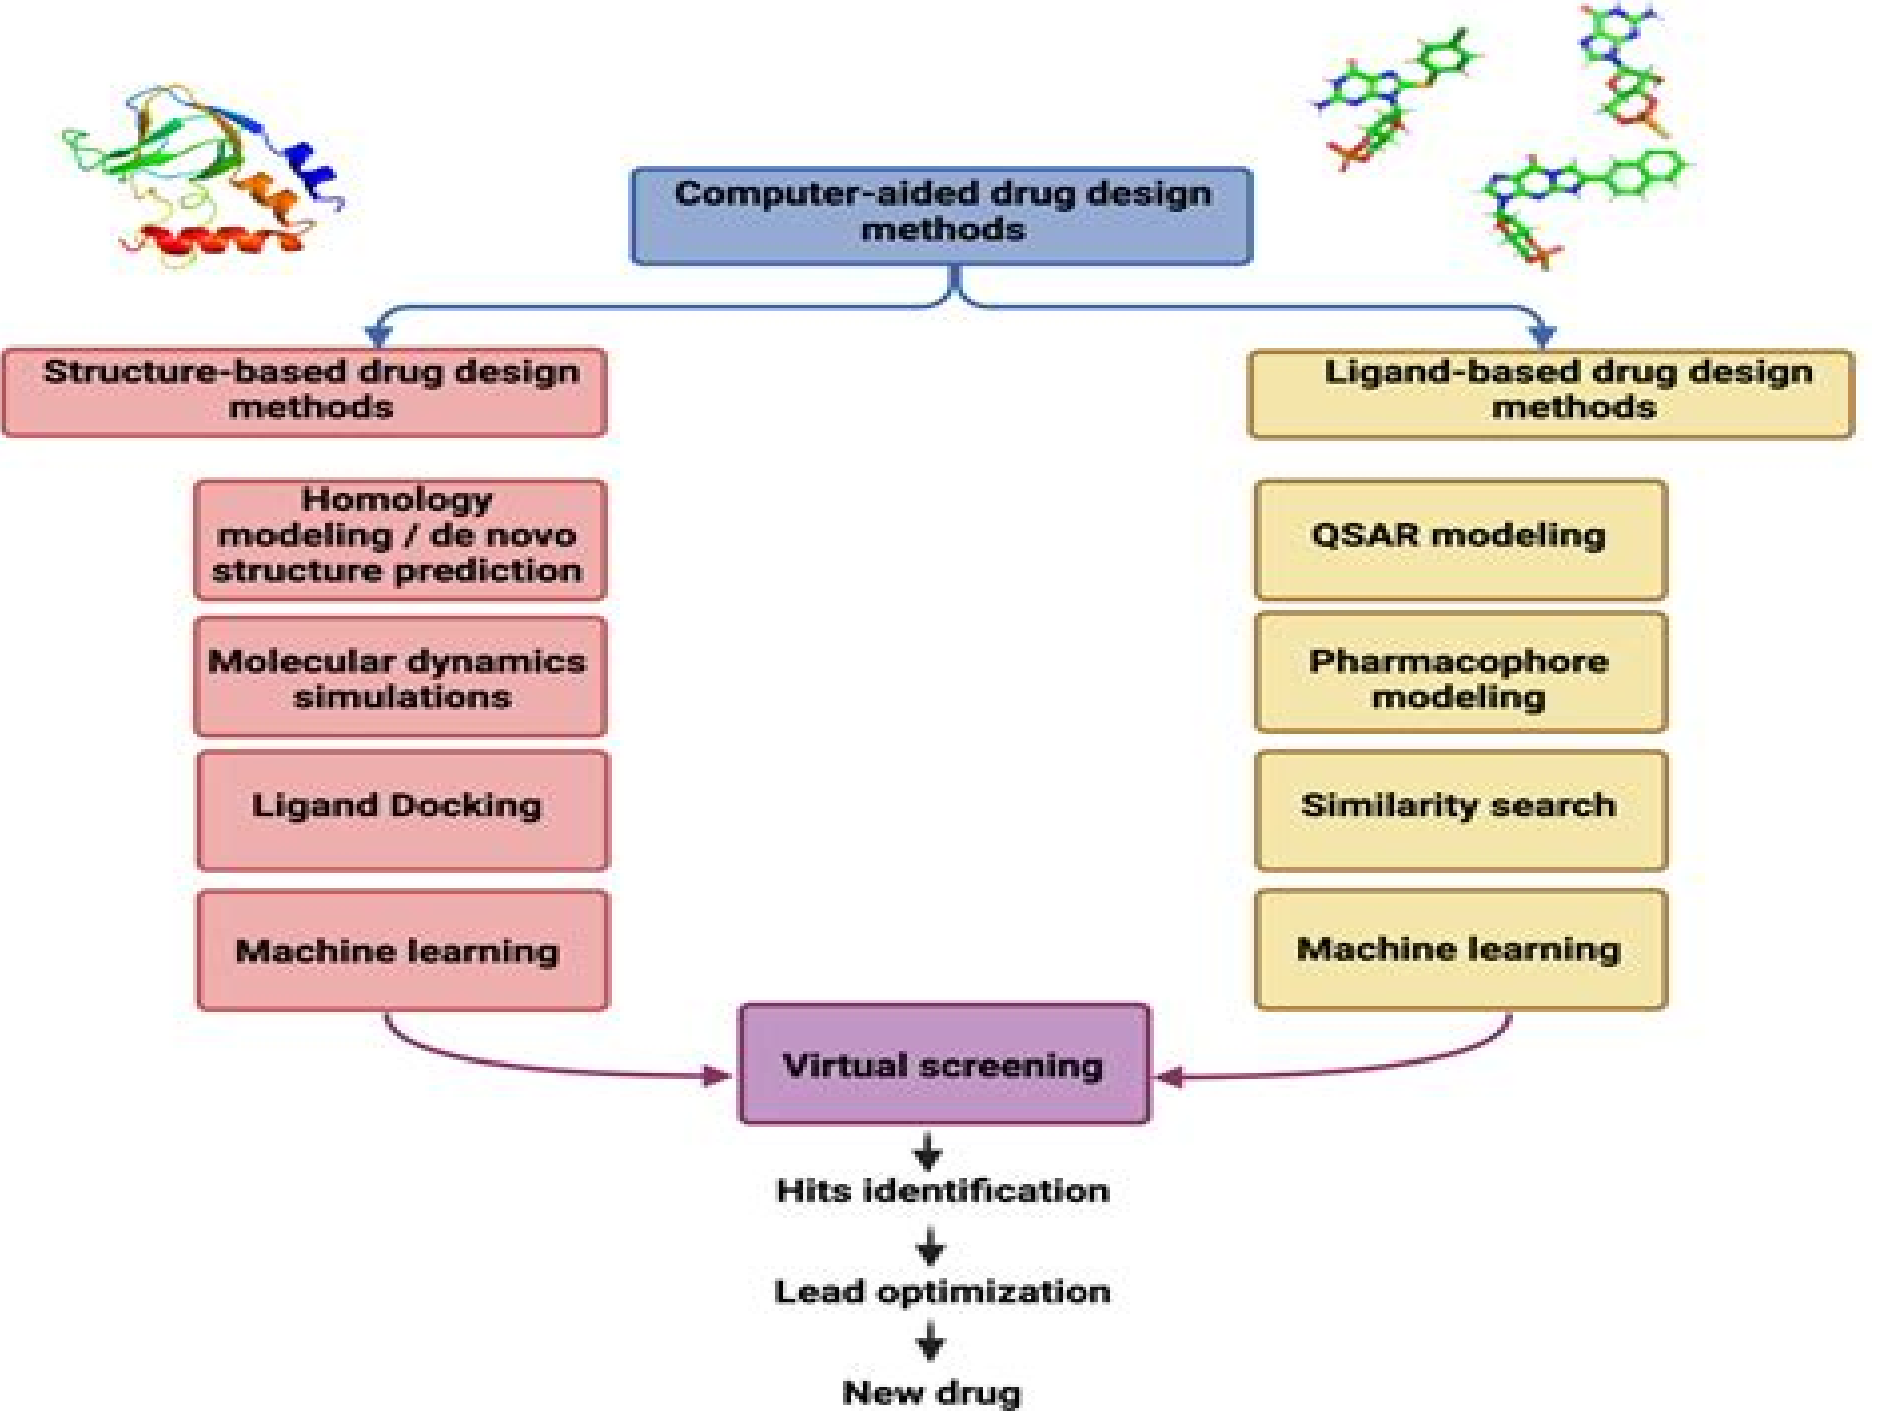 Computer-aided drug design
methods
Structure-based drug design
methods
Ligand-based drug design
methods
Homology
modeling / de novo
structure prediction
QSAR modeling
Molecular dynamics
simulations
Pharmacophore
modeling
Ligand Docking
Similarity search
Machine learning
Machine learning
Virtual screening
Hits identification
Lead optimization
New drug